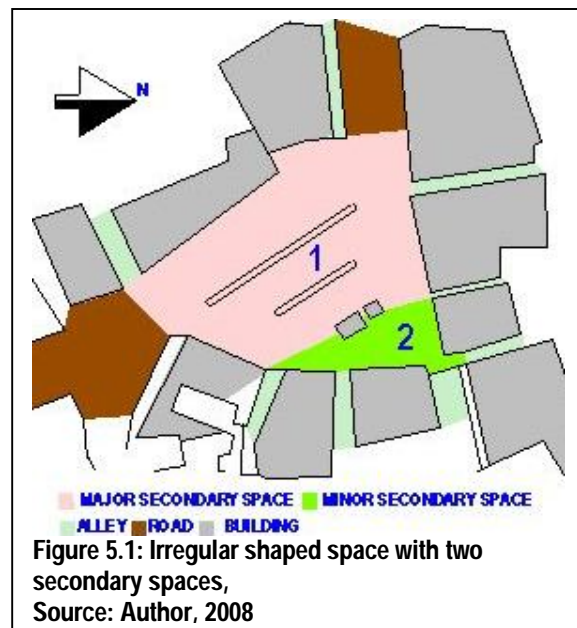 N
1
2
MAJOR SECONDARY SPACE MINOR SECONDARY SPACE
ALLEY ROAD BUILDING
Figure 5.1: Irregular shaped space with two
secondary spaces,
Source: Author, 2008